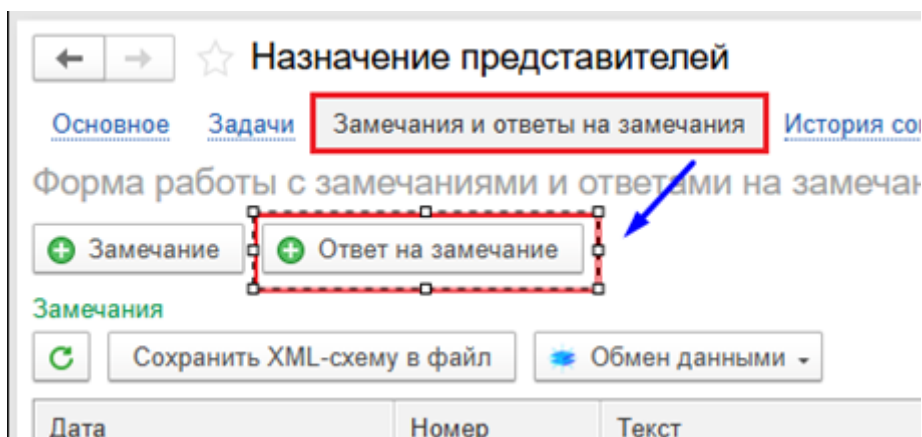 Назначение представителей
Основное Задачи Замечания и ответы на замечания История
Форма работы с замечаниями и ответами на
Замечание Ответ на замечание
Замечания
Сохранить XML-схему в файл Обмен данными
Дата Номер Текст